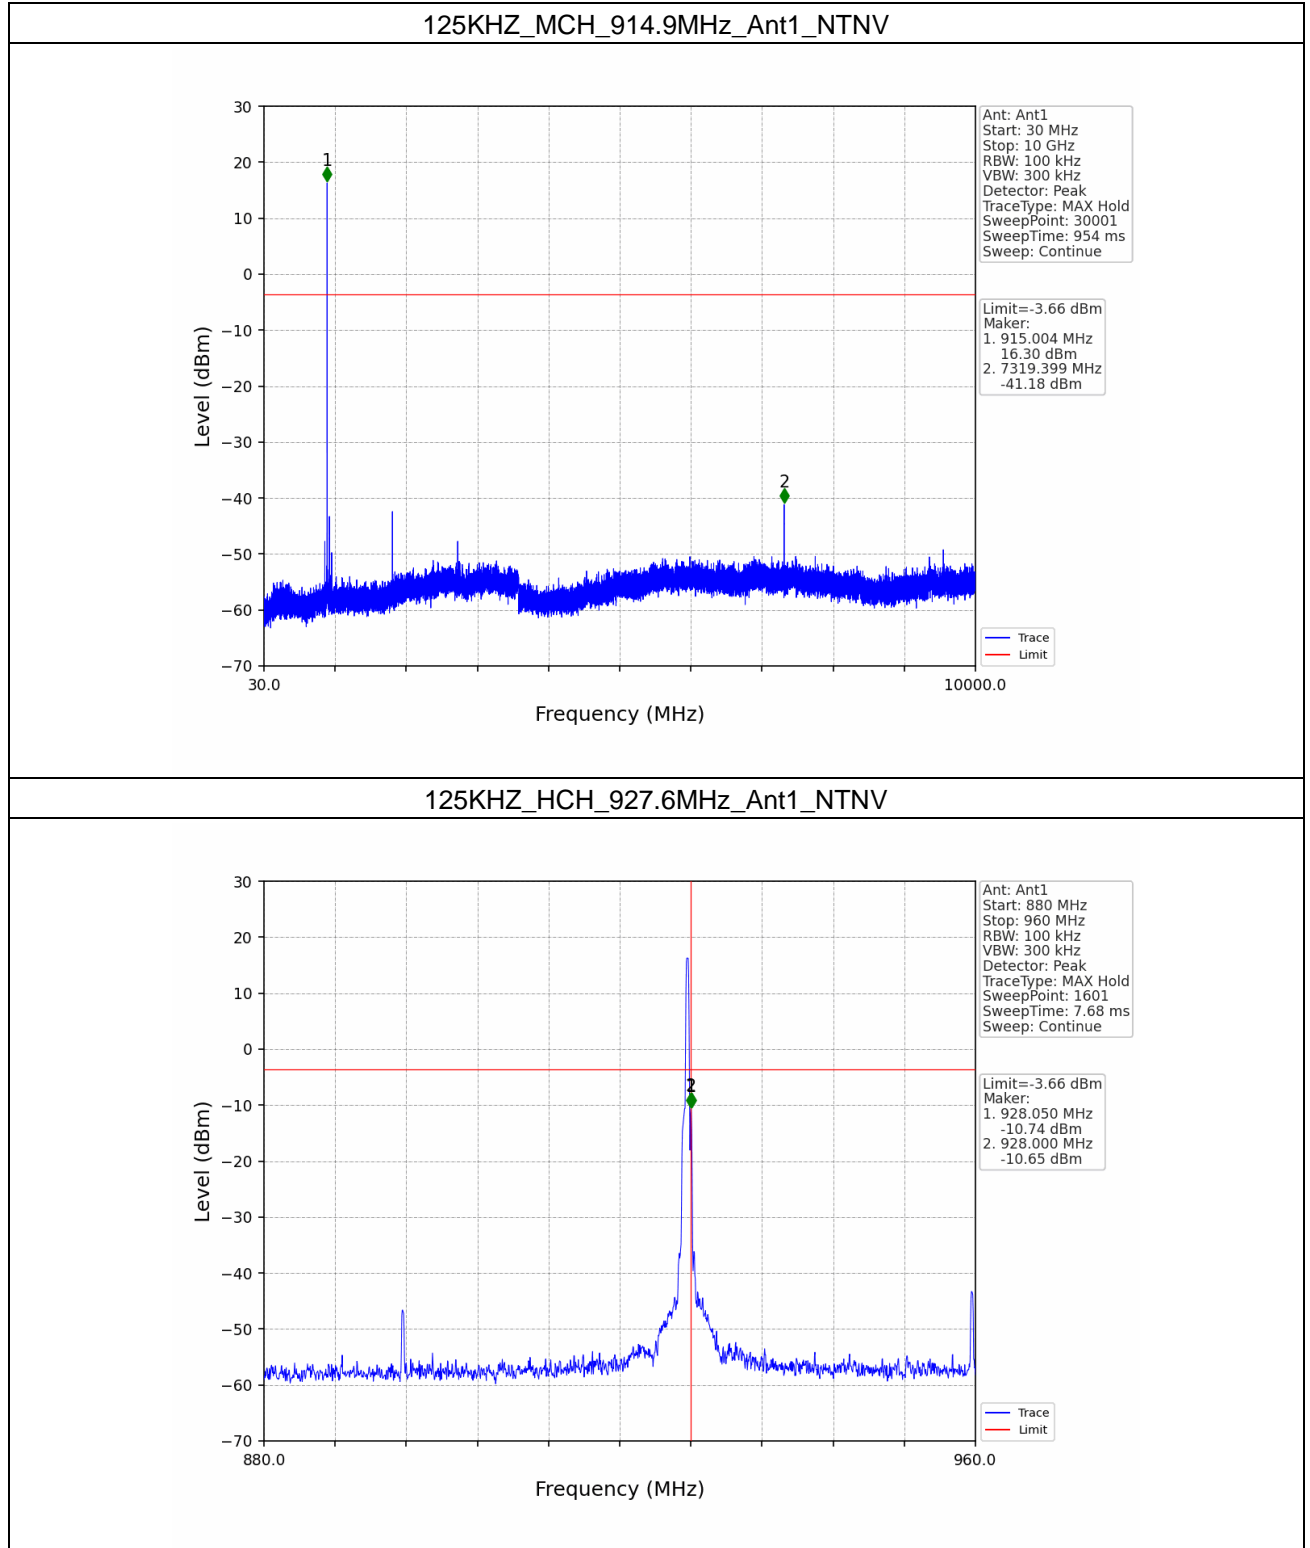 125KHZ_MCH_914.9MHz_Ant1_NTNV
30
20
10
0
−10
−20
−30
−40
−50
−60
−70
Level (dBm)
1
2
30.0
10000.0
Frequency (MHz)
Ant: Ant1
Start: 30 MHz
Stop: 10 GHz
RBW: 100 kHz
VBW: 300 kHz
Detector: Peak
TraceType: MAX Hold
SweepPoint: 30001
SweepTime: 954 ms
Sweep: Continue
Limit=-3.66 dBm
Maker:
1. 915.004 MHz
16.30 dBm
2. 7319.399 MHz
-41.18 dBm
Trace
Limit
125KHZ_HCH_927.6MHz_Ant1_NTNV
30
20
10
0
−10
−20
−30
−40
−50
−60
−70
Level (dBm)
2
880.0
960.0
Frequency (MHz)
Ant: Ant1
Start: 880 MHz
Stop: 960 MHz
RBW: 100 kHz
VBW: 300 kHz
Detector: Peak
TraceType: MAX Hold
SweepPoint: 1601
SweepTime: 7.68 ms
Sweep: Continue
Limit=-3.66 dBm
Maker:
1. 928.050 MHz
-10.74 dBm
2. 928.000 MHz
-10.65 dBm
Trace
Limit